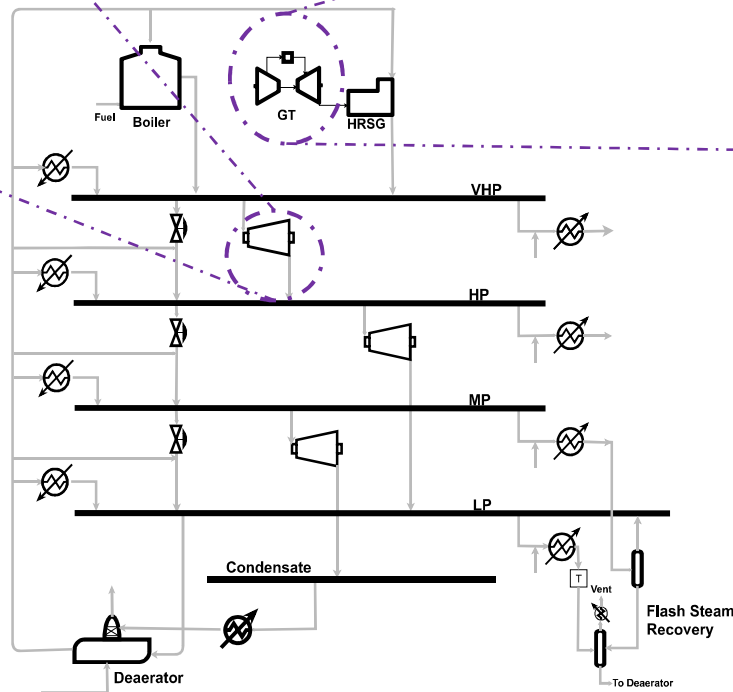 GT
Fuel
Boiler
HRSG
VHP
HP
MP
LP
Condensate
T
Vent
Flash Steam
Recovery
Deaerator
To Deaerator